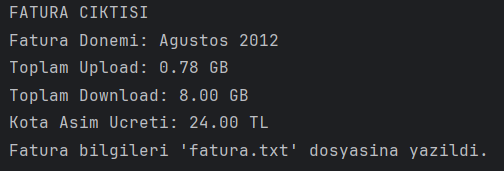 FATURA CIKTISI
Fatura Donemi: Agustos 2012
Toplam Upload: 0.78 GB
Toplam Download: 8.00 GB
Kota Asim Ucreti: 24.00 TL
Fatura bilgileri 'fatura.txt' dosyasina yazildi.